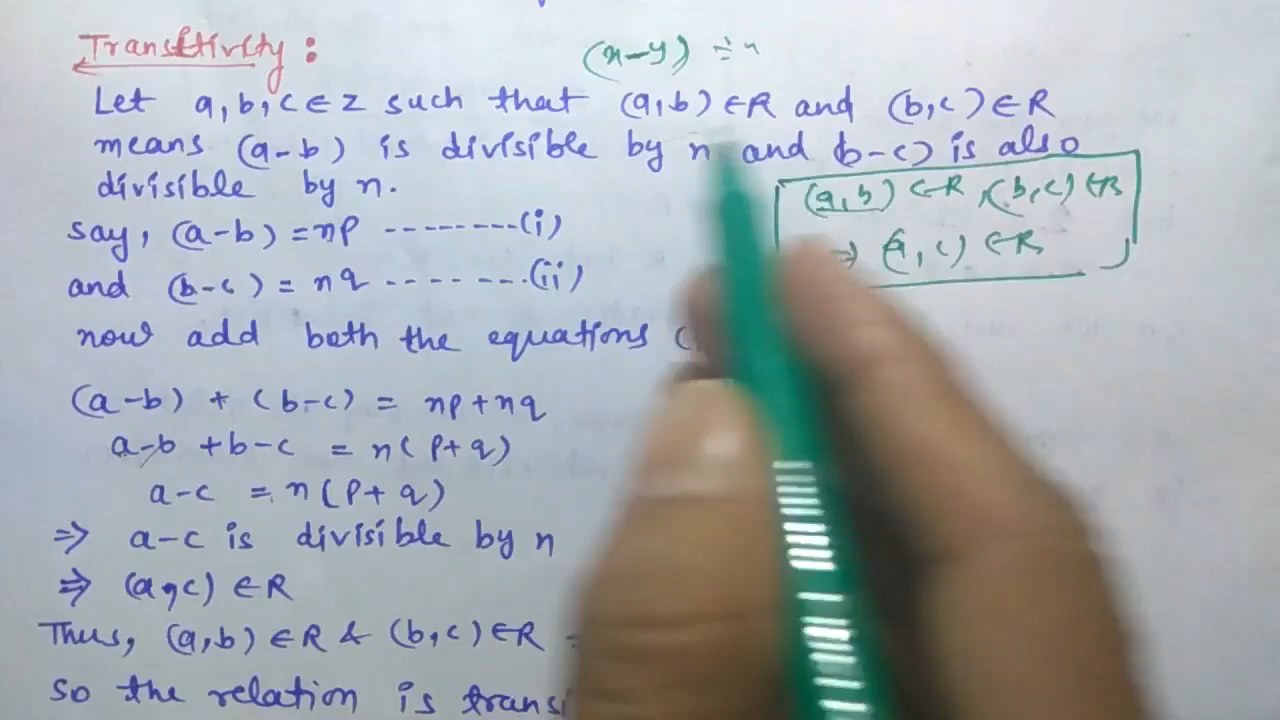 Transitivity :
(x-y) ÷ n
Let a, b, c ∈ Z such that (a,b) ∈ R and (b,c) ∈ R
means (a-b) is divisible by n and (b-c) is also
divisible by n.
(a,b) ∈ R, (b,c) ∈ R
⇒ (a,c) ∈ R
say, (a-b) = np --------(i)
and (b-c) = nq --------(ii)
now add both the equations (
(a-b) + (b-c) = np+nq
a-b +b-c = n(p+q)
a-c = n(p+q)
⇒ a-c is divisible by n
⇒ (a,c) ∈ R
Thus, (a,b) ∈ R & (b,c) ∈ R
so the relation is